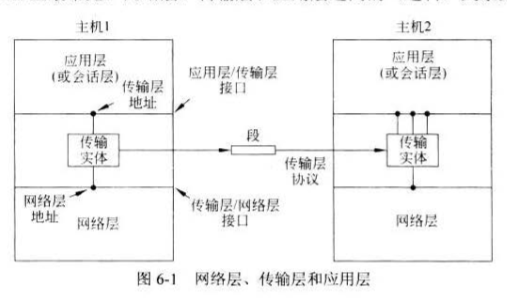 主机1
主机2
应用层
(或会话层)
传输层
地址
应用层/传输层
接口
应用层
(或会话层)
传输
实体
段
传输层
协议
传输
实体
网络层
地址
网络层
传输/网络层
接口
网络层
图 6-1 网络层、传输层和应用层